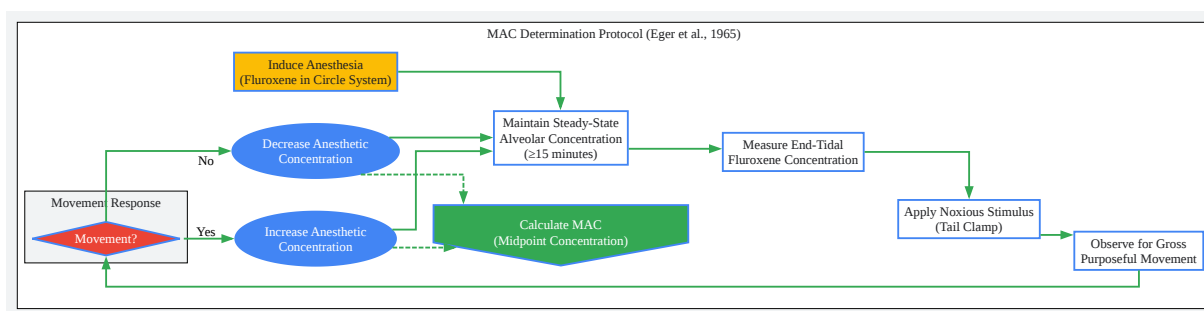 MAC Determination Protocol (Eger et al., 1965)
Induce Anesthesia
(Fluroxene in Circle System)
Maintain Steady-State
Alveolar Concentration
(≥15 minutes)
Measure End-Tidal
Fluroxene Concentration
Apply Noxious Stimulus
(Tail Clamp)
Observe for Gross
Purposeful Movement
Movement Response
Movement?
No
Decrease Anesthetic
Concentration
Yes
Increase Anesthetic
Concentration
Calculate MAC
(Midpoint Concentration)